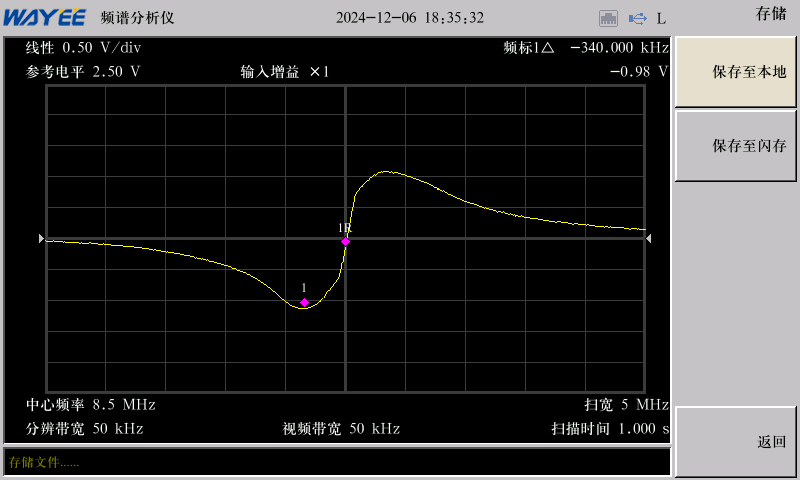 WAYEE 频谱分析仪 2024-12-06 18:35:32 L 存储
线性 0.50 V/div 频标1△ -340.000 kHz
参考电平 2.50 V 输入增益 ×1 -0.98 V
保存至本地
保存至闪存
1R
1
中心频率 8.5 MHz 扫宽 5 MHz
分辨带宽 50 kHz 视频带宽 50 kHz 扫描时间 1.000 s
返回
存储文件......